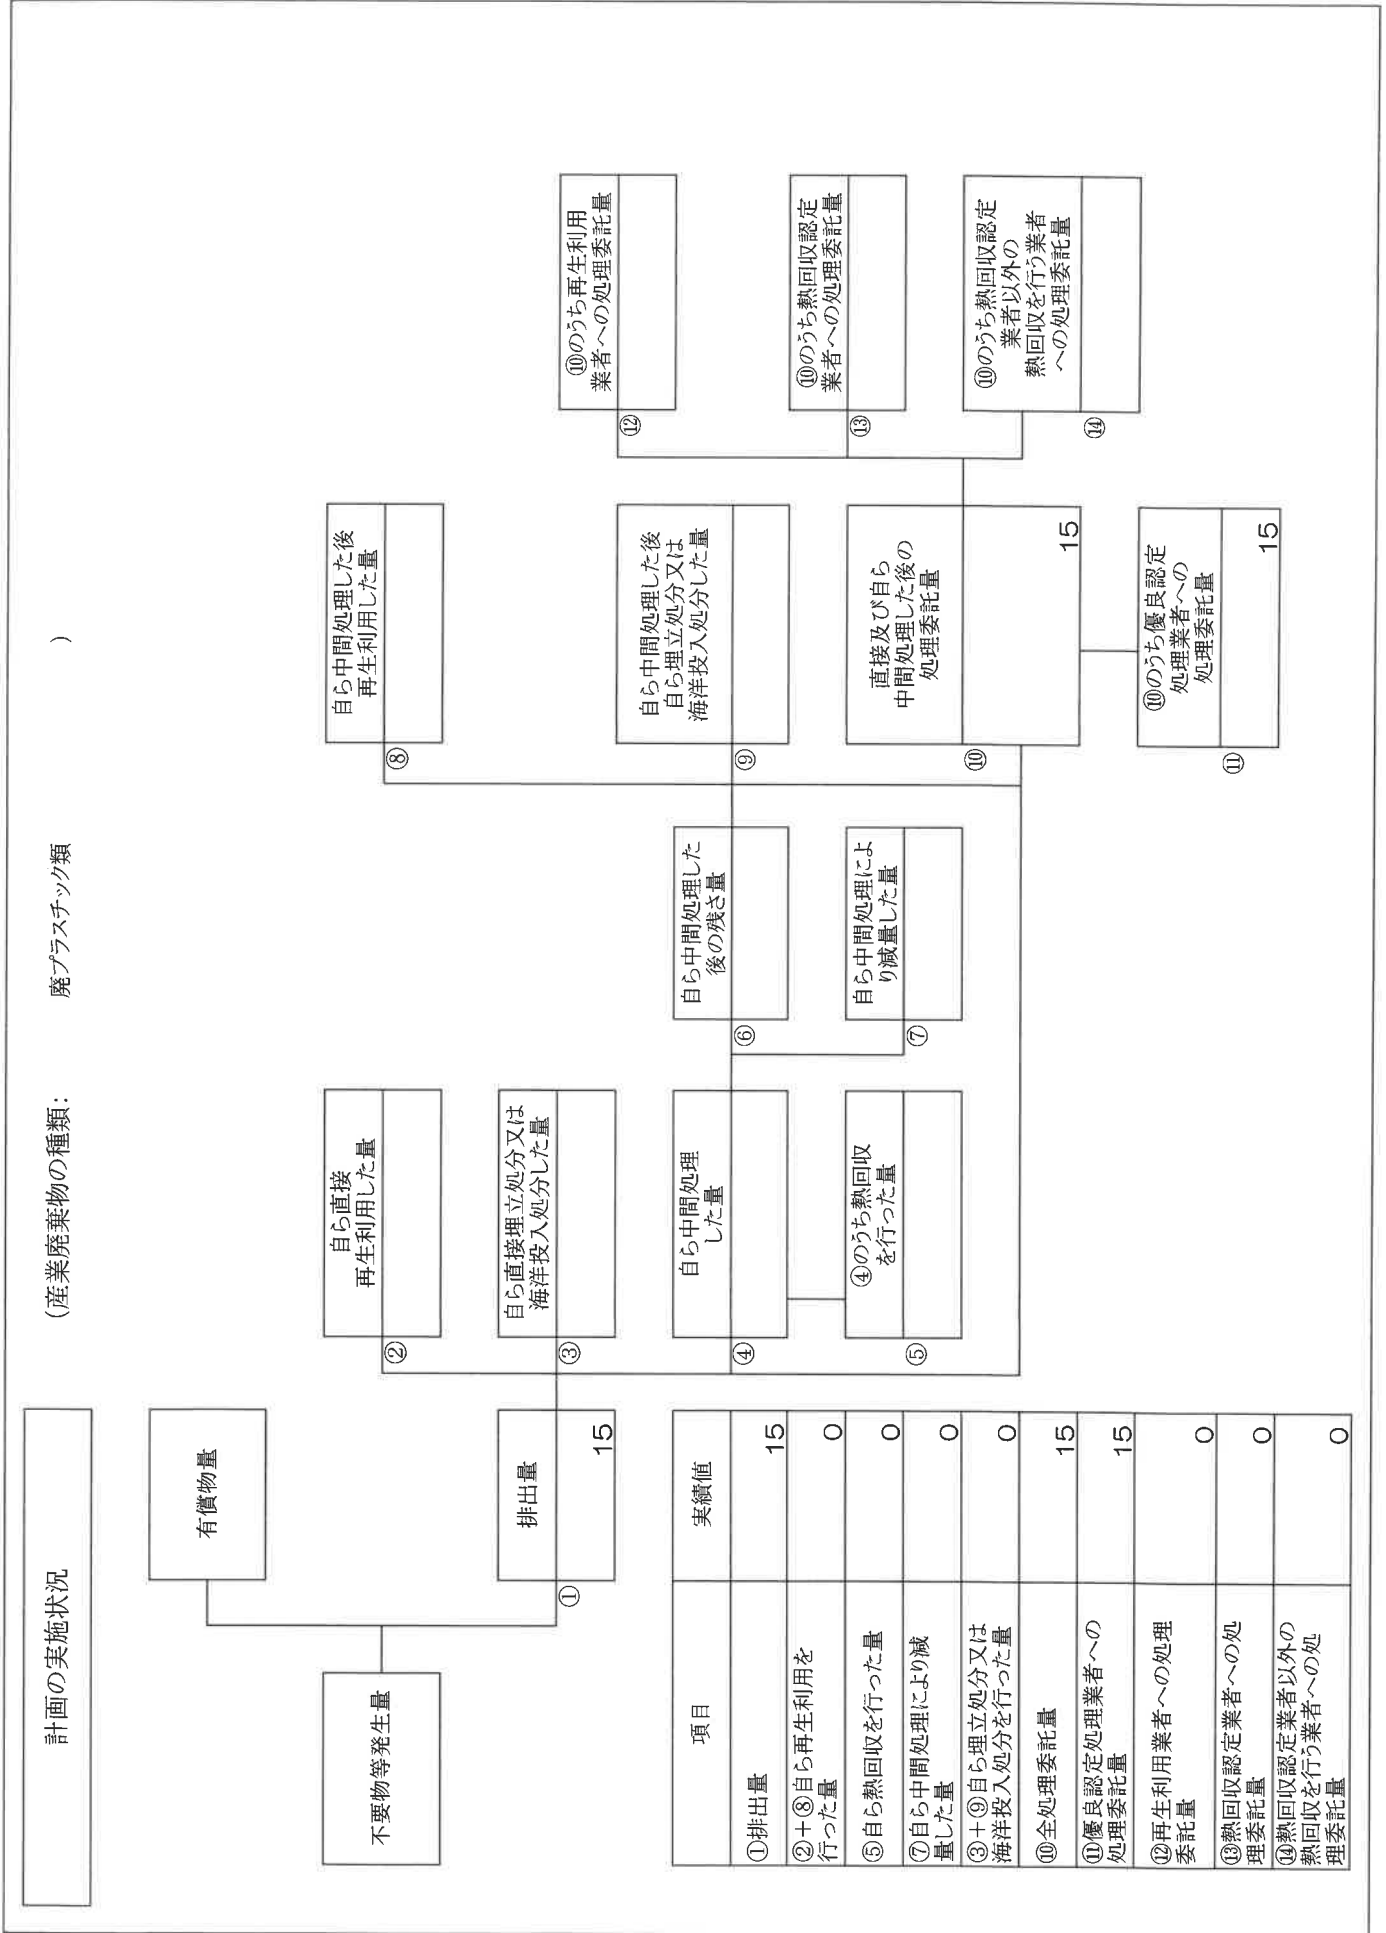 計画の実施状況
(産業廃棄物の種類: 廃プラスチック類 )
不要物等発生量
有償物量
①
排出量
15
②
自ら直接
再生利用した量
③
自ら直接埋立処分又は
海洋投入処分した量
④
自ら中間処理
した量
⑤
④のうち熱回収
を行った量
⑥
自ら中間処理した
後の残さ量
⑦
自ら中間処理によ
り減量した量
⑧
自ら中間処理した後
再生利用した量
⑨
自ら中間処理した後
自ら埋立処分又は
海洋投入処分した量
⑩
直接及び自ら
中間処理した後の
処理委託量
15
⑪
⑩のうち優良認定
処理業者への
処理委託量
15
⑫
⑩のうち再生利用
業者への処理委託量
⑬
⑩のうち熱回収認定
業者への処理委託量
⑭
⑩のうち熱回収認定
業者以外の
熱回収を行う業者
への処理委託量
項目 実績値
①排出量 15
②+⑧自ら再生利用を
行った量 0
⑤自ら熱回収を行った量 0
⑦自ら中間処理により減
量した量 0
③+⑨自ら埋立処分又は
海洋投入処分を行った量 0
⑩全処理委託量 15
⑪優良認定処理業者への
処理委託量 15
⑫再生利用業者への処理
委託量 0
⑬熱回収認定業者への処
理委託量 0
⑭熱回収認定業者以外の
熱回収を行う業者への処
理委託量 0